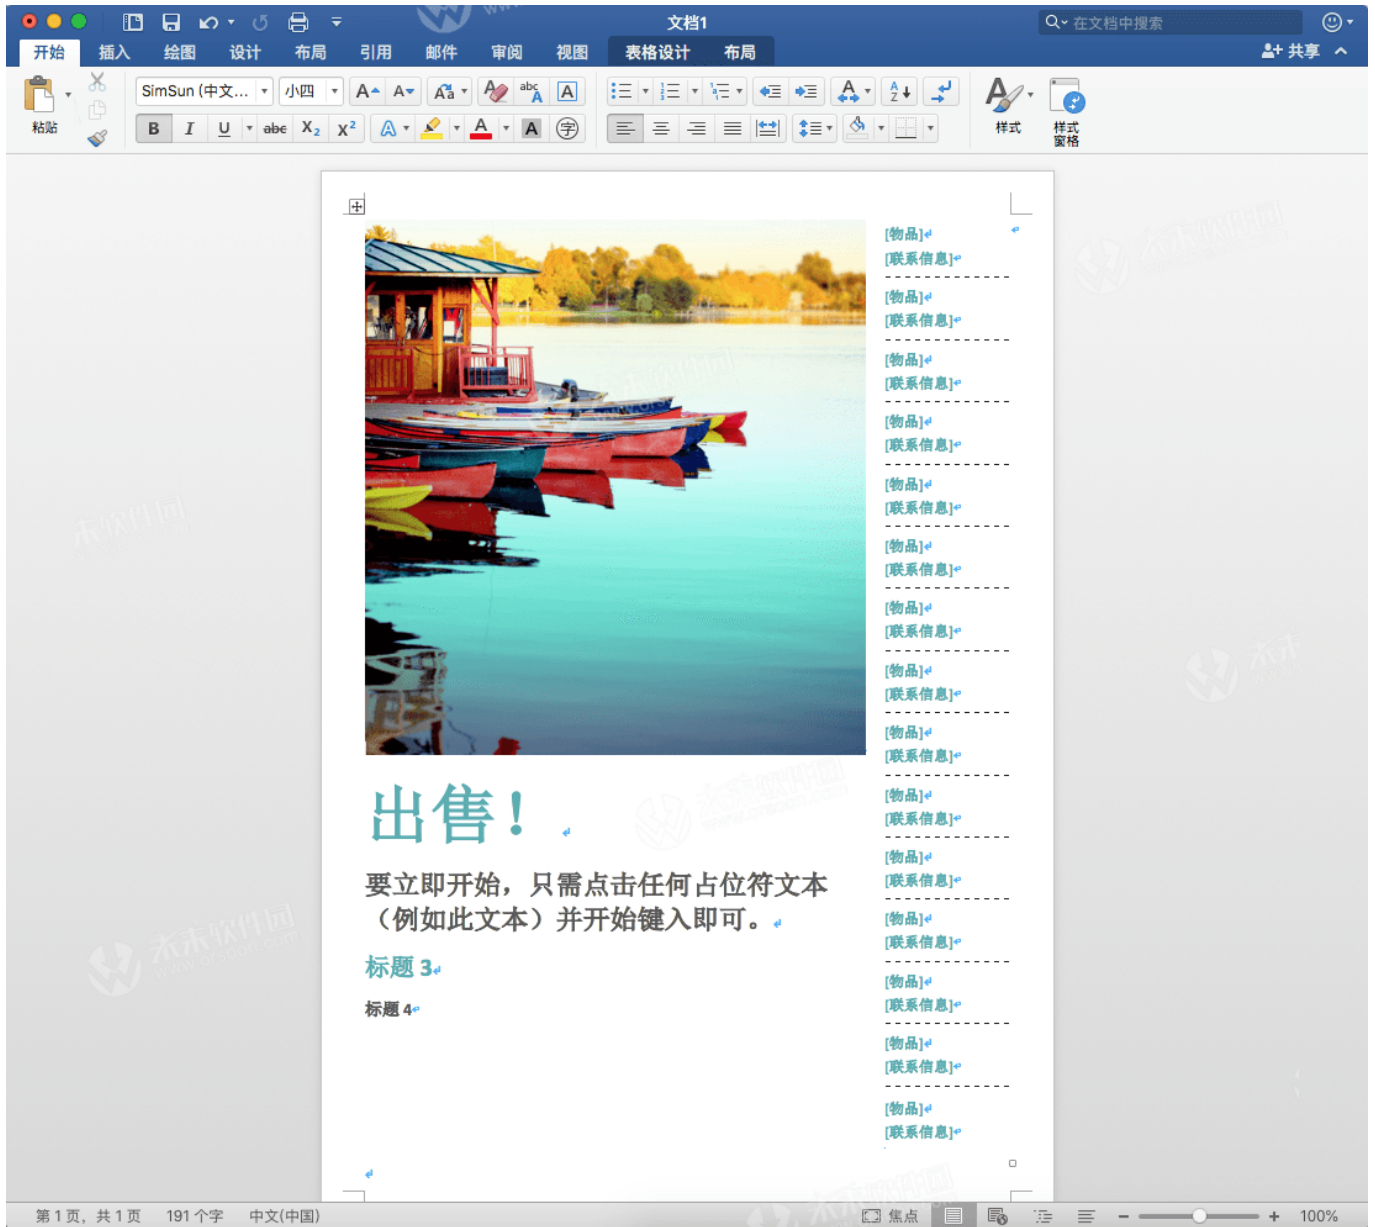 文档1
在文档中搜索
开始 插入 绘图 设计 布局 引用 邮件 审阅 视图 表格设计 布局 共享
粘贴
SimSun (中文... 小四
样式
样式
窗格
[物品]
[联系信息]
[物品]
[联系信息]
[物品]
[联系信息]
[物品]
[联系信息]
[物品]
[联系信息]
[物品]
[联系信息]
[物品]
[联系信息]
[物品]
[联系信息]
[物品]
[联系信息]
[物品]
[联系信息]
[物品]
[联系信息]
[物品]
[联系信息]
[物品]
[联系信息]
[物品]
[联系信息]
[物品]
[联系信息]
出售！
要立即开始，只需点击任何占位符文本
（例如此文本）并开始键入即可。
标题 3
标题 4
第 1 页，共 1 页 191 个字 中文(中国) 焦点 100%